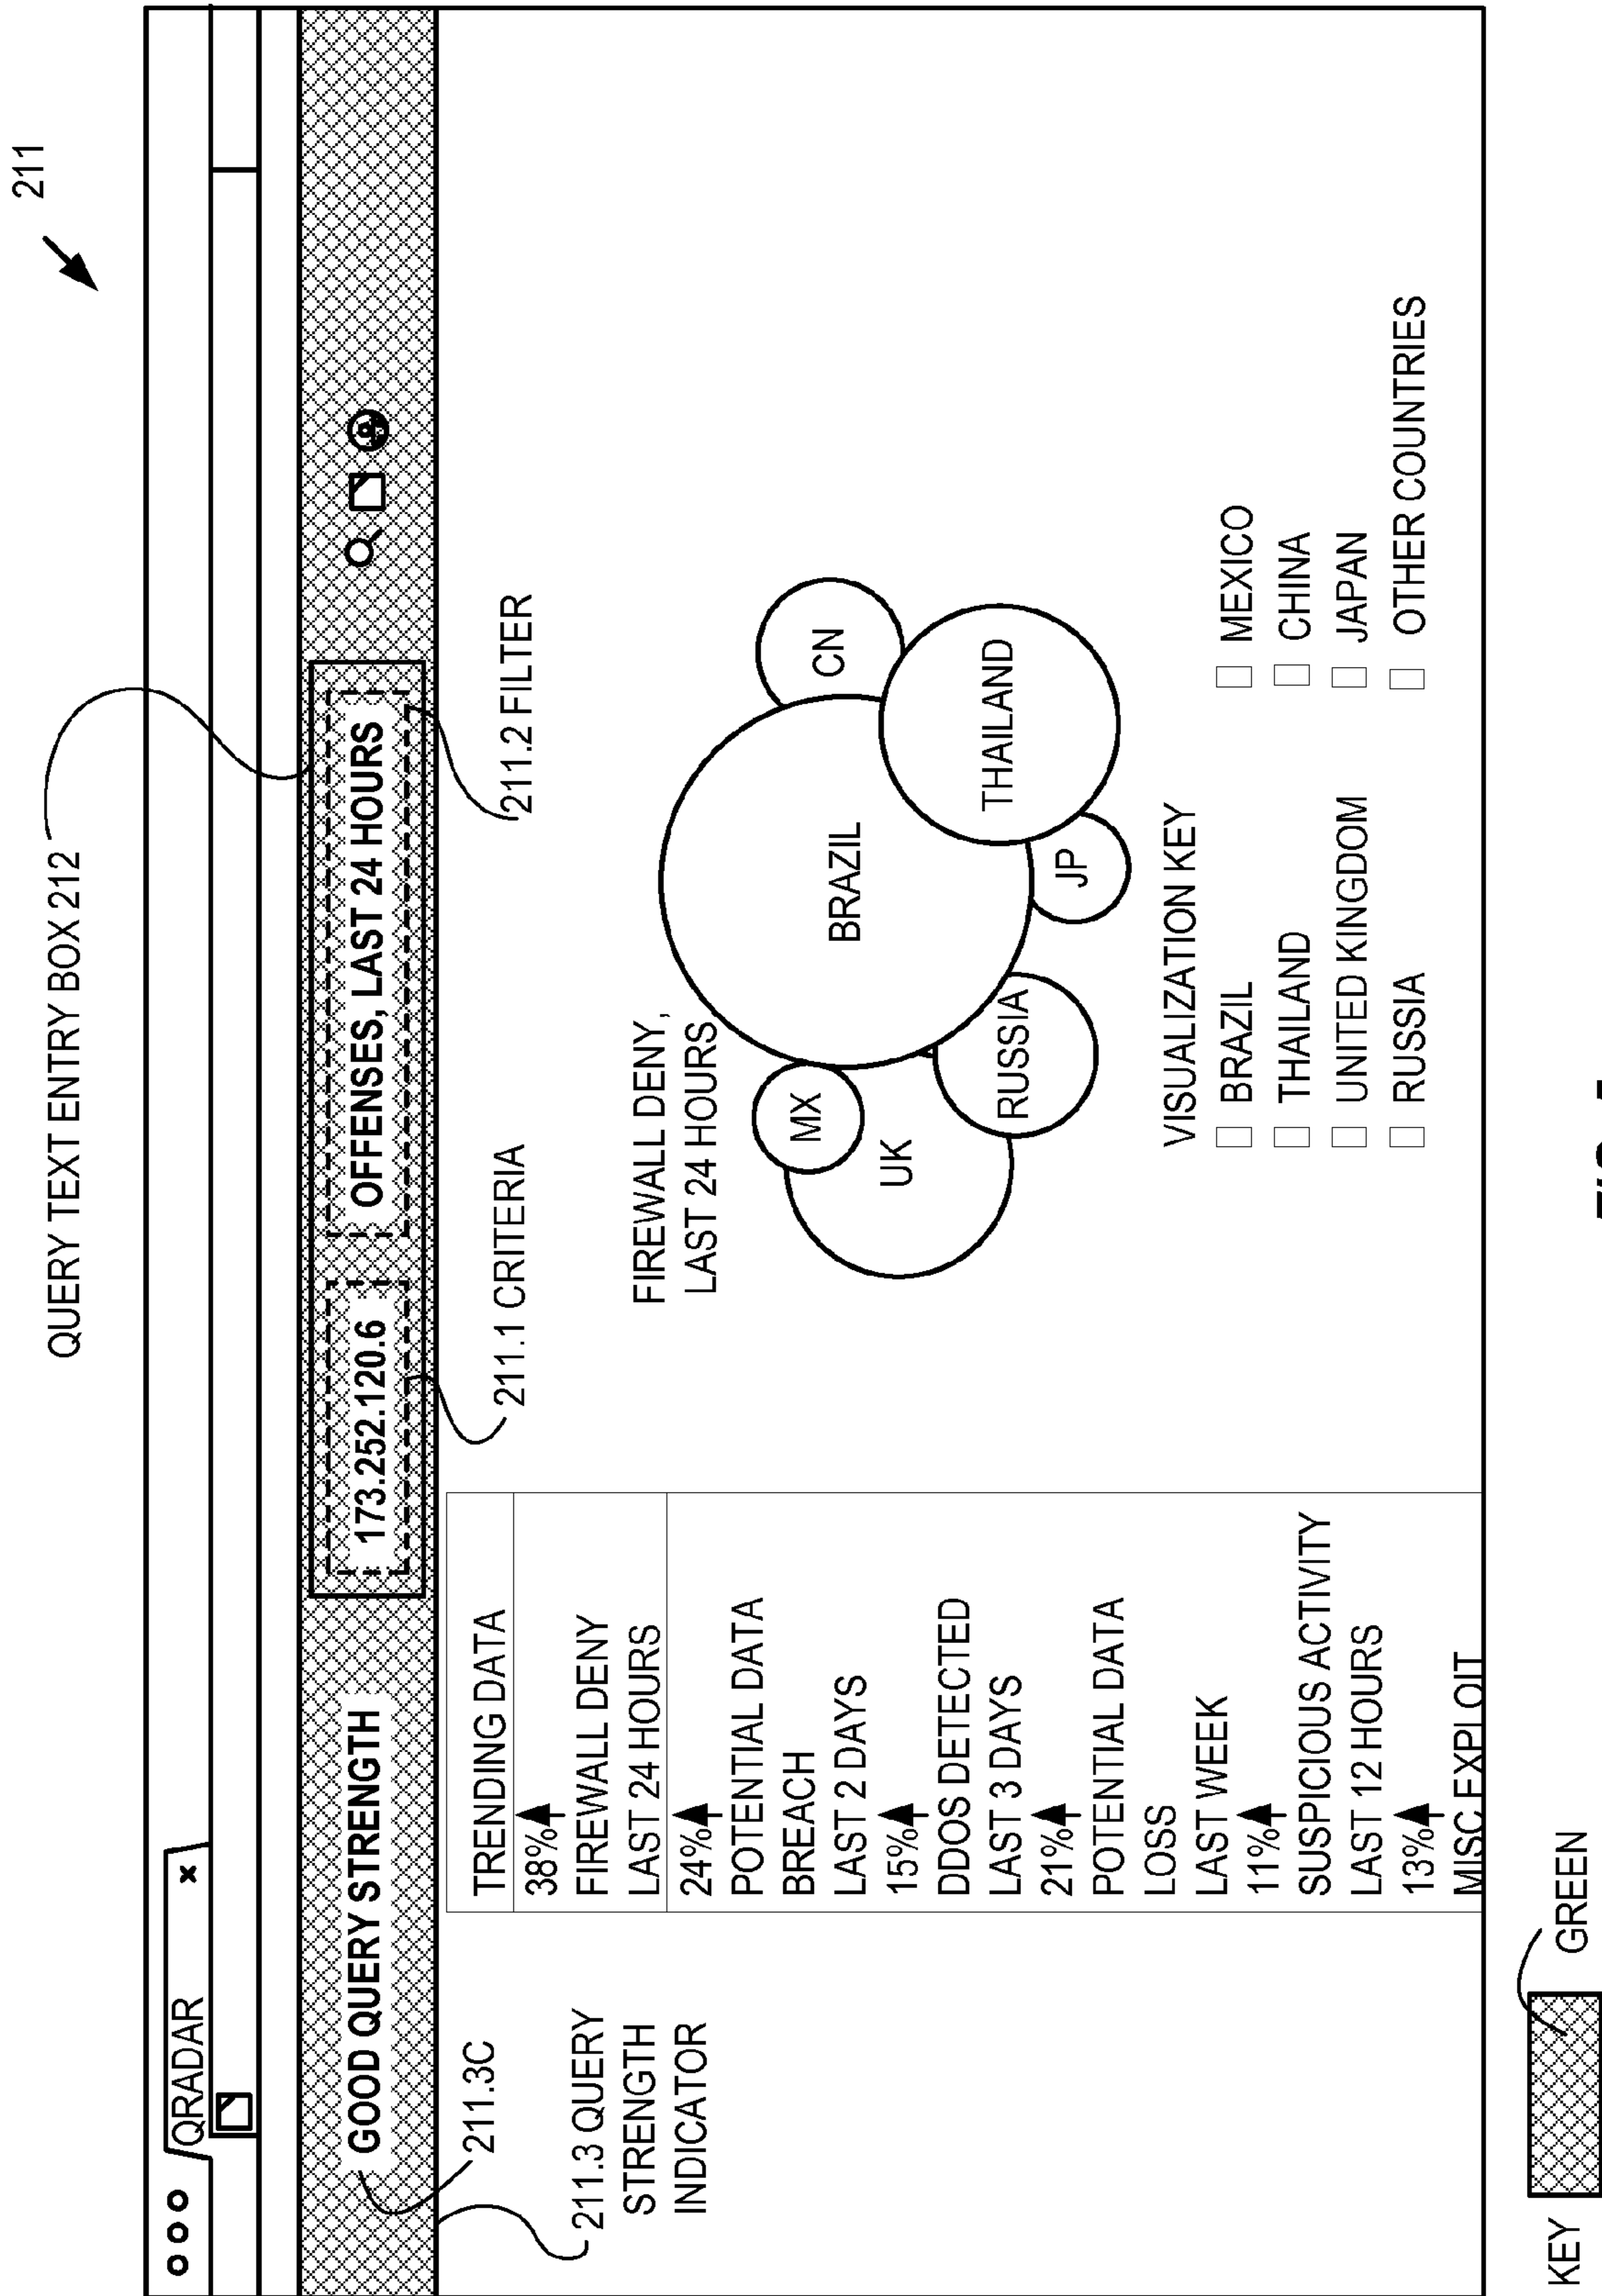 211
QUERY TEXT ENTRY BOX 212
QRADAR x
GOOD QUERY STRENGTH
173.252.120.6
OFFENSES, LAST 24 HOURS
211.3C
211.3 QUERY
STRENGTH
INDICATOR
211.1 CRITERIA
211.2 FILTER
TRENDING DATA
38%
FIREWALL DENY
LAST 24 HOURS
24%
POTENTIAL DATA
BREACH
LAST 2 DAYS
15%
DDOS DETECTED
LAST 3 DAYS
21%
POTENTIAL DATA
LOSS
LAST WEEK
11%
SUSPICIOUS ACTIVITY
LAST 12 HOURS
13%
MISC EXPLOIT
FIREWALL DENY,
LAST 24 HOURS
MX
UK
RUSSIA
BRAZIL
CN
THAILAND
JP
VISUALIZATION KEY
BRAZIL
THAILAND
UNITED KINGDOM
RUSSIA
MEXICO
CHINA
JAPAN
OTHER COUNTRIES
KEY
GREEN